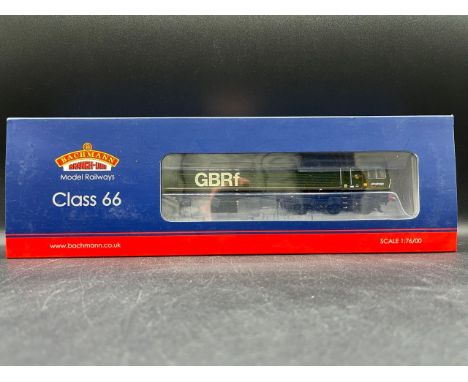 BACHMANN
BRANCH-LINE
Model Railways
Class 66
GBRf
www.bachmann.co.uk
SCALE 1:76/00